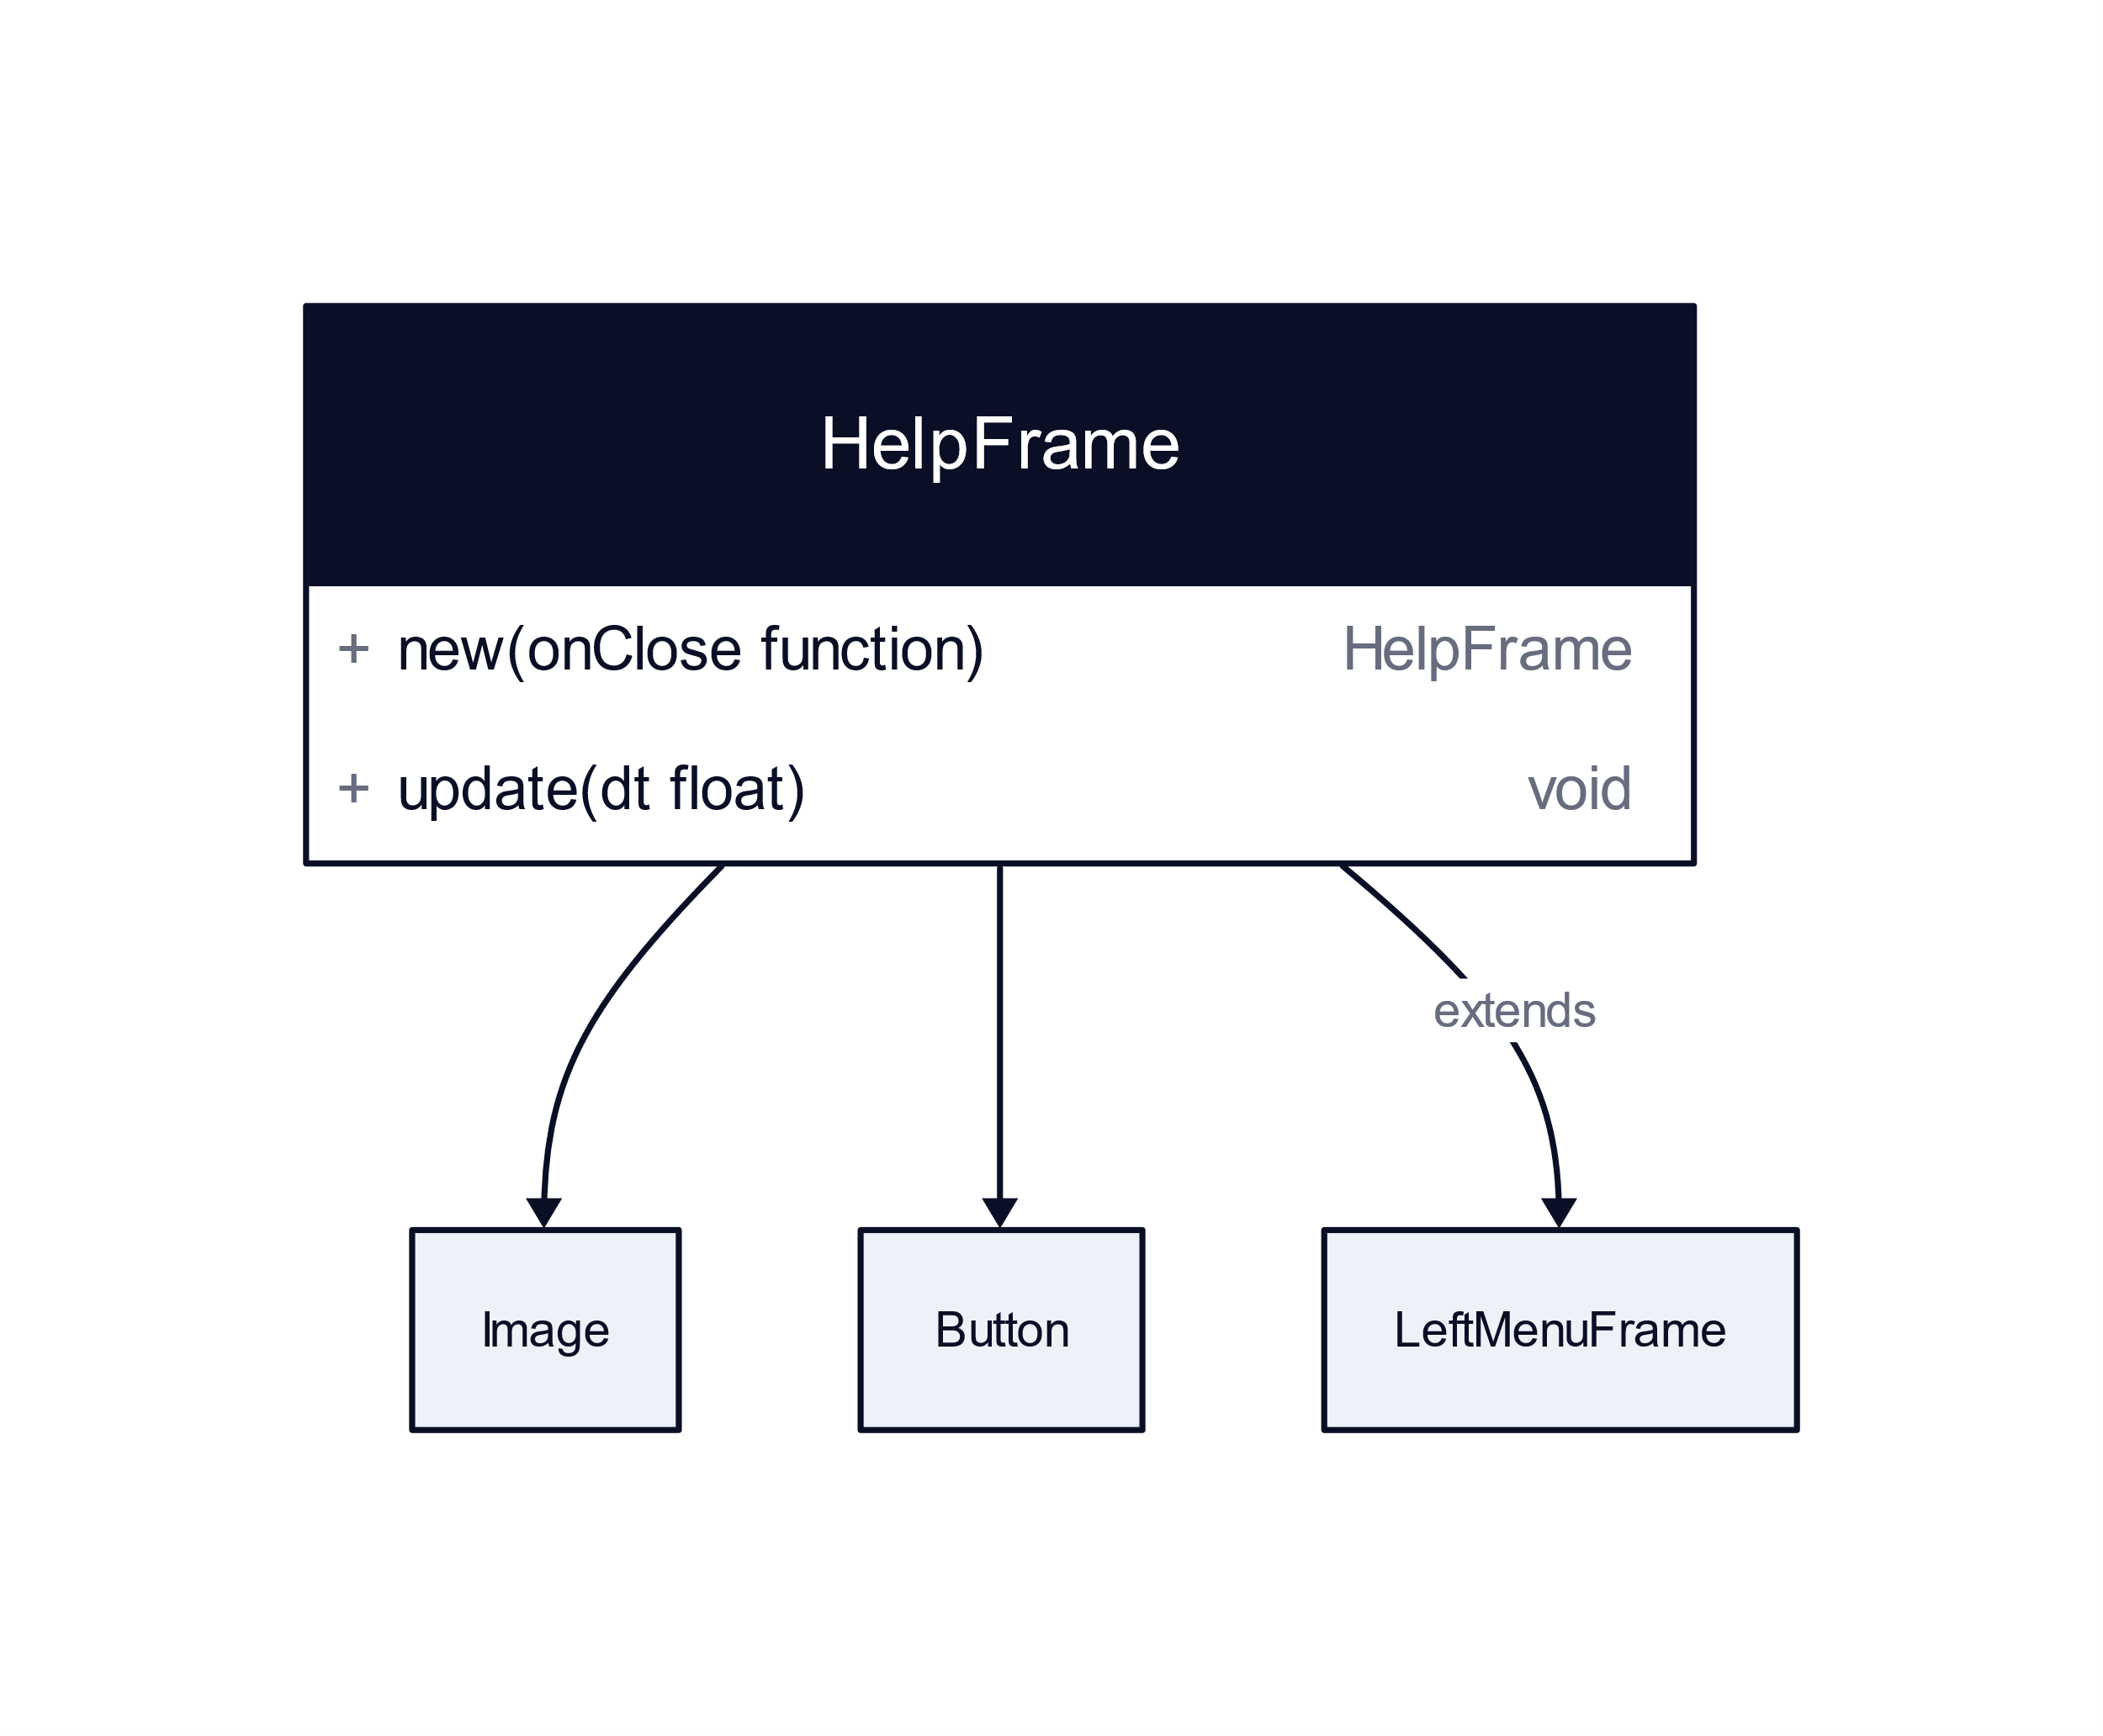 HelpFrame
+ new(onClose function) HelpFrame
+ update(dt float) void
extends
Image Button LeftMenuFrame